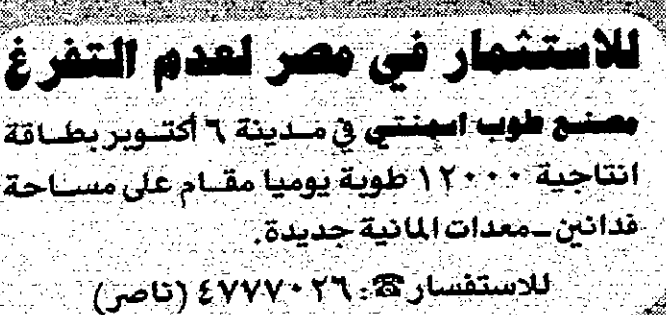 للاستثمار في مصر لعدم التفرغ
مصنع طوب اسمنتي في مدينة ٦ أكتوبر بطاقة
انتاجية ١٢٠٠٠ طوبة يوميا مقام على مساحة
فدانين ـ معدات المانية جديدة.
للاستفسار ☎: ٤٧٧٧٠٢٦ (ناصر)